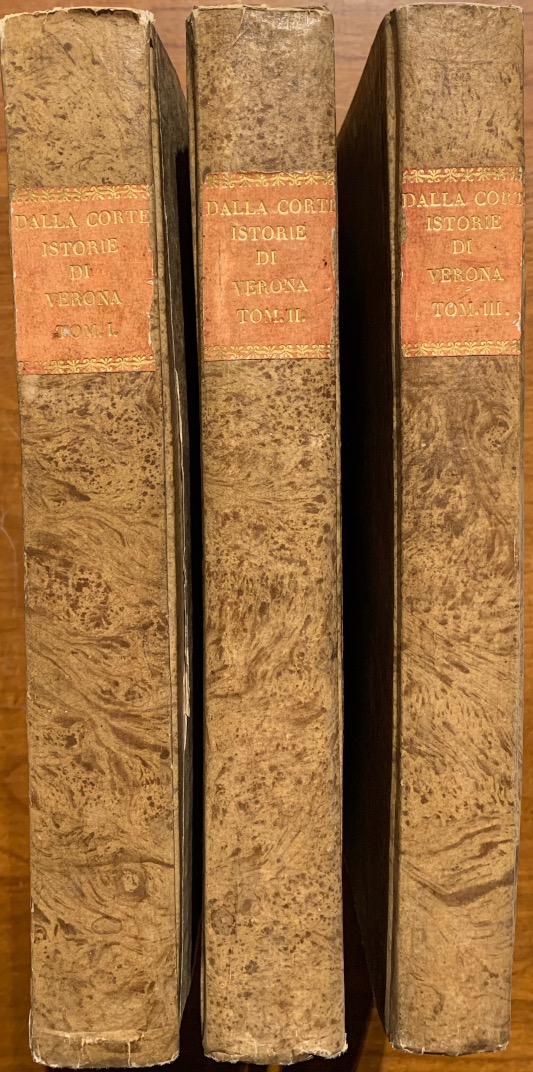 DALLA CORTE
ISTORIE
DI
VERONA
TOM. I.
DALLA CORTE
ISTORIE
DI
VERONA
TOM. II.
DALLA CORT
ISTORIE
DI
VERONA
TOM. III.